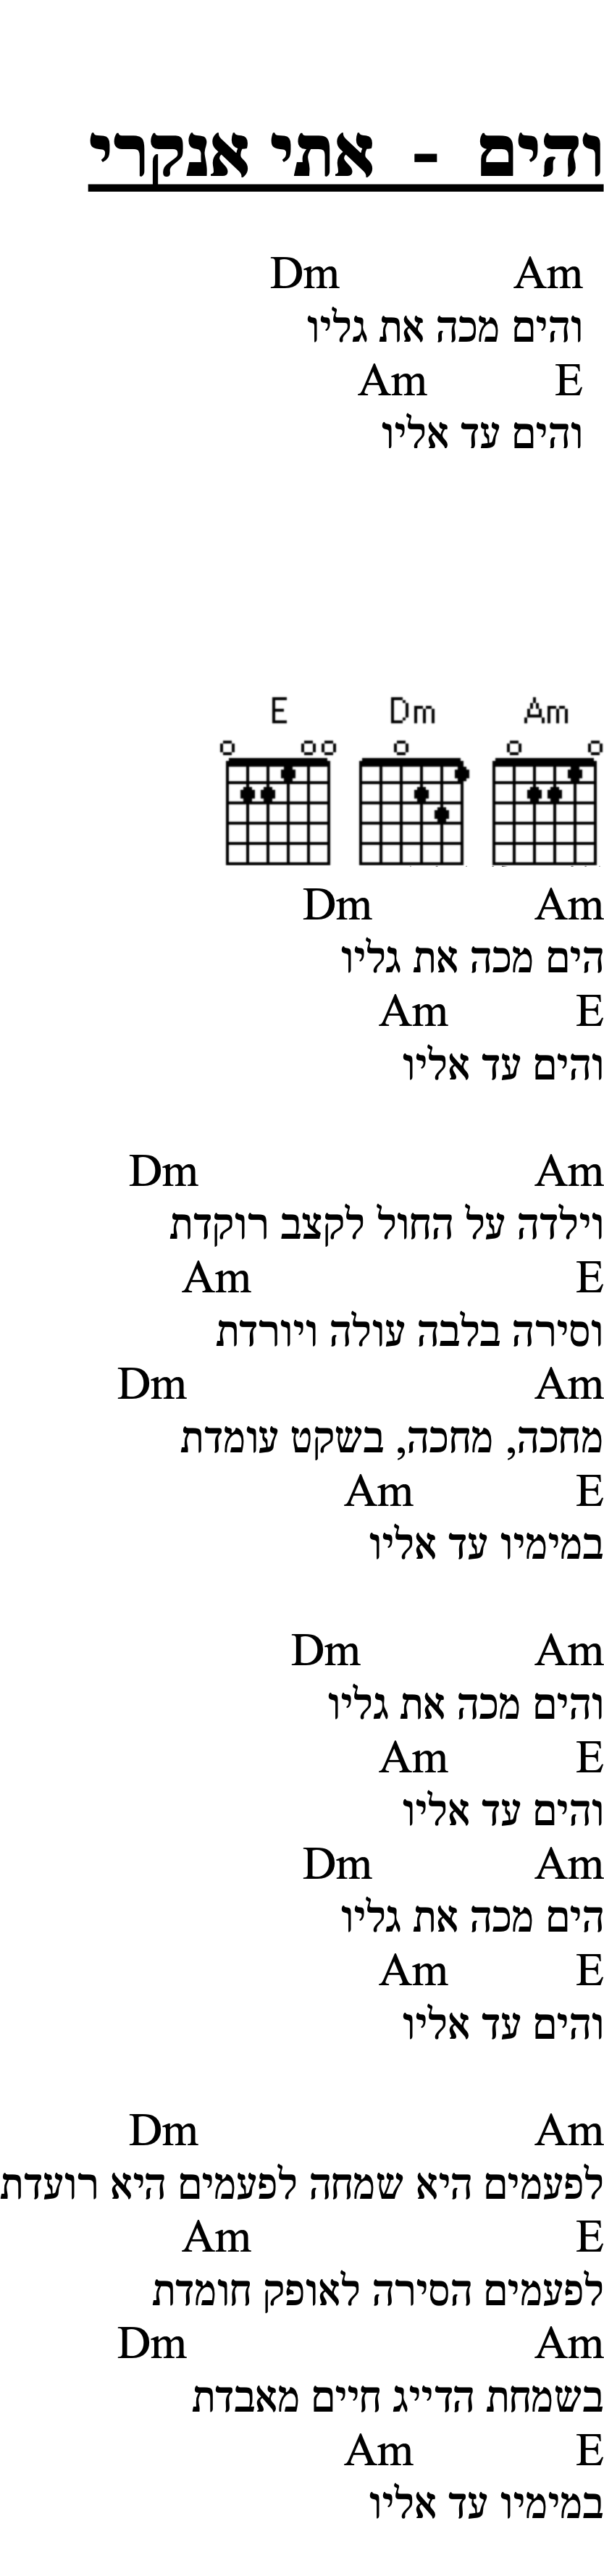 והים - אתי אנקרי
Am Dm
והים מכה את גליו
E Am
והים עד אליו
E Dm Am
Am Dm
הים מכה את גליו
E Am
והים עד אליו
Am Dm
וילדה על החול לקצב רוקדת
E Am
וסירה בלבה עולה ויורדת
Am Dm
מחכה, מחכה, בשקט עומדת
E Am
במימיו עד אליו
Am Dm
והים מכה את גליו
E Am
והים עד אליו
Am Dm
הים מכה את גליו
E Am
והים עד אליו
Am Dm
לפעמים היא שמחה לפעמים היא רועדת
E Am
לפעמים הסירה לאופק חומדת
Am Dm
בשמחת הדייג חיים מאבדת
E Am
במימיו עד אליו